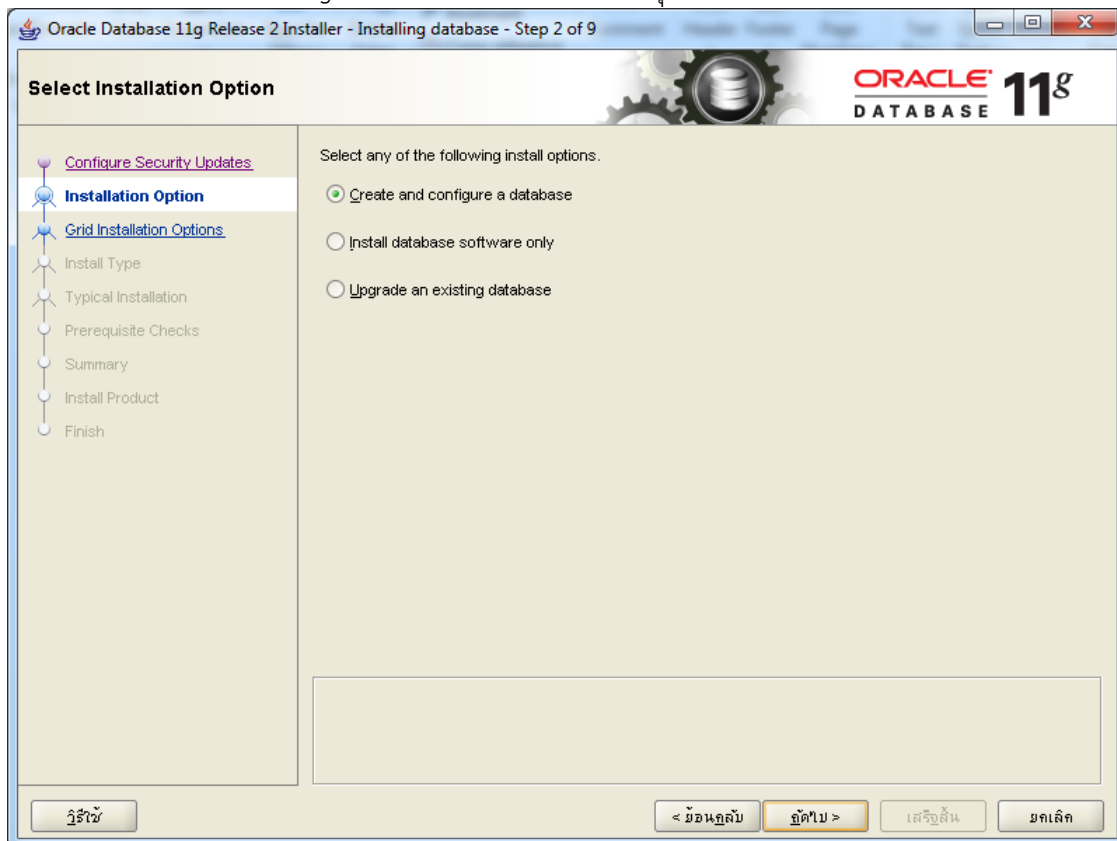 Oracle Database 11g Release 2 Installer - Installing database - Step 2 of 9
Select Installation Option
ORACLE DATABASE 11g
Configure Security Updates
Installation Option
Grid Installation Options
Install Type
Typical Installation
Prerequisite Checks
Summary
Install Product
Finish
Select any of the following install options.
Create and configure a database
Install database software only
Upgrade an existing database
วิธีใช้
< ย้อนกลับ
ถัดไป >
เสร็จสิ้น
ยกเลิก